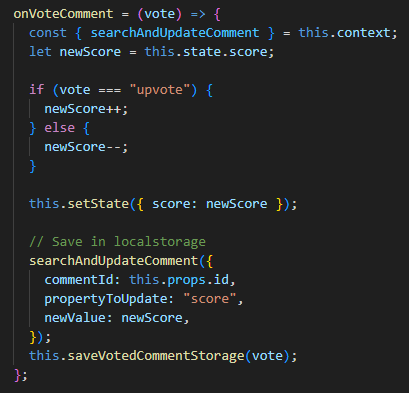 onVoteComment = (vote) => {
const { searchAndUpdateComment } = this.context;
let newScore = this.state.score;
if (vote === "upvote") {
newScore++;
} else {
newScore--;
}
this.setState({ score: newScore });
// Save in localstorage
searchAndUpdateComment({
commentId: this.props.id,
propertyToUpdate: "score",
newValue: newScore,
});
this.saveVotedCommentStorage(vote);
};